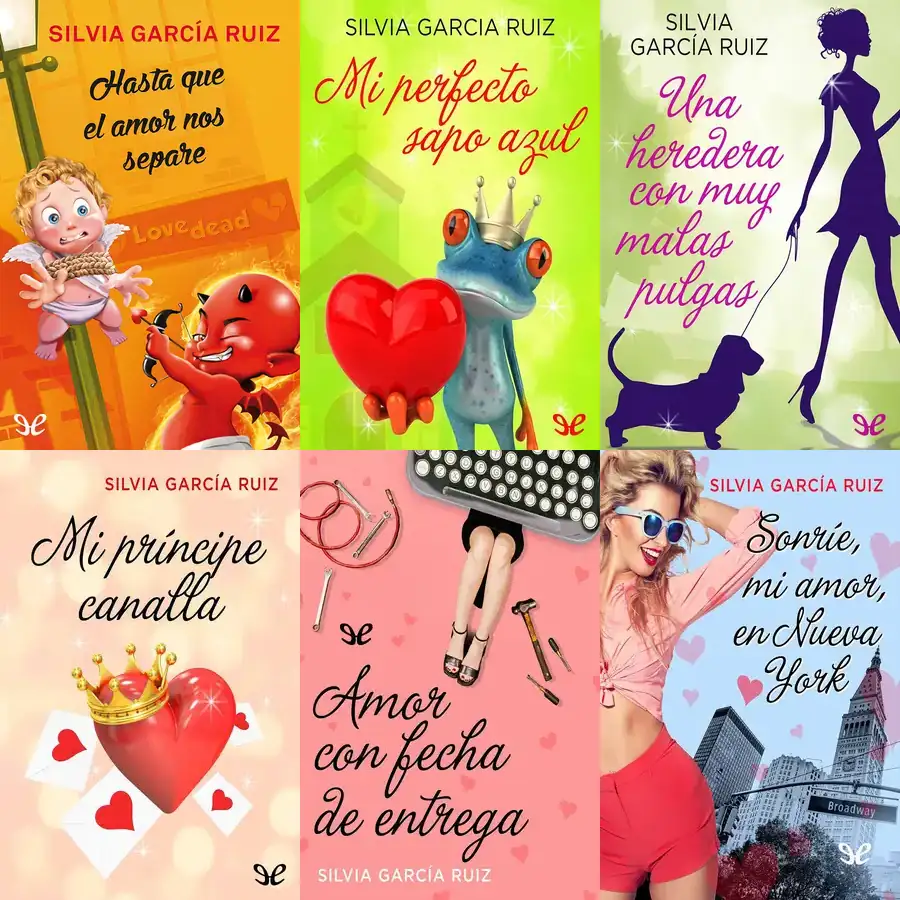 SILVIA GARCÍA RUIZ
Hasta que
el amor nos
separe
Love dead
SILVIA GARCIA RUIZ
Mi perfecto
sapo azul
SILVIA
GARCÍA RUIZ
Una
heredera
con muy
malas
pulgas
SILVIA GARCÍA RUIZ
Mi príncipe
canalla
Amor
con fecha
de entrega
SILVIA GARCÍA RUIZ
SILVIA GARCÍA RUIZ
Sonríe,
mi amor,
en Nueva
York
Broadway